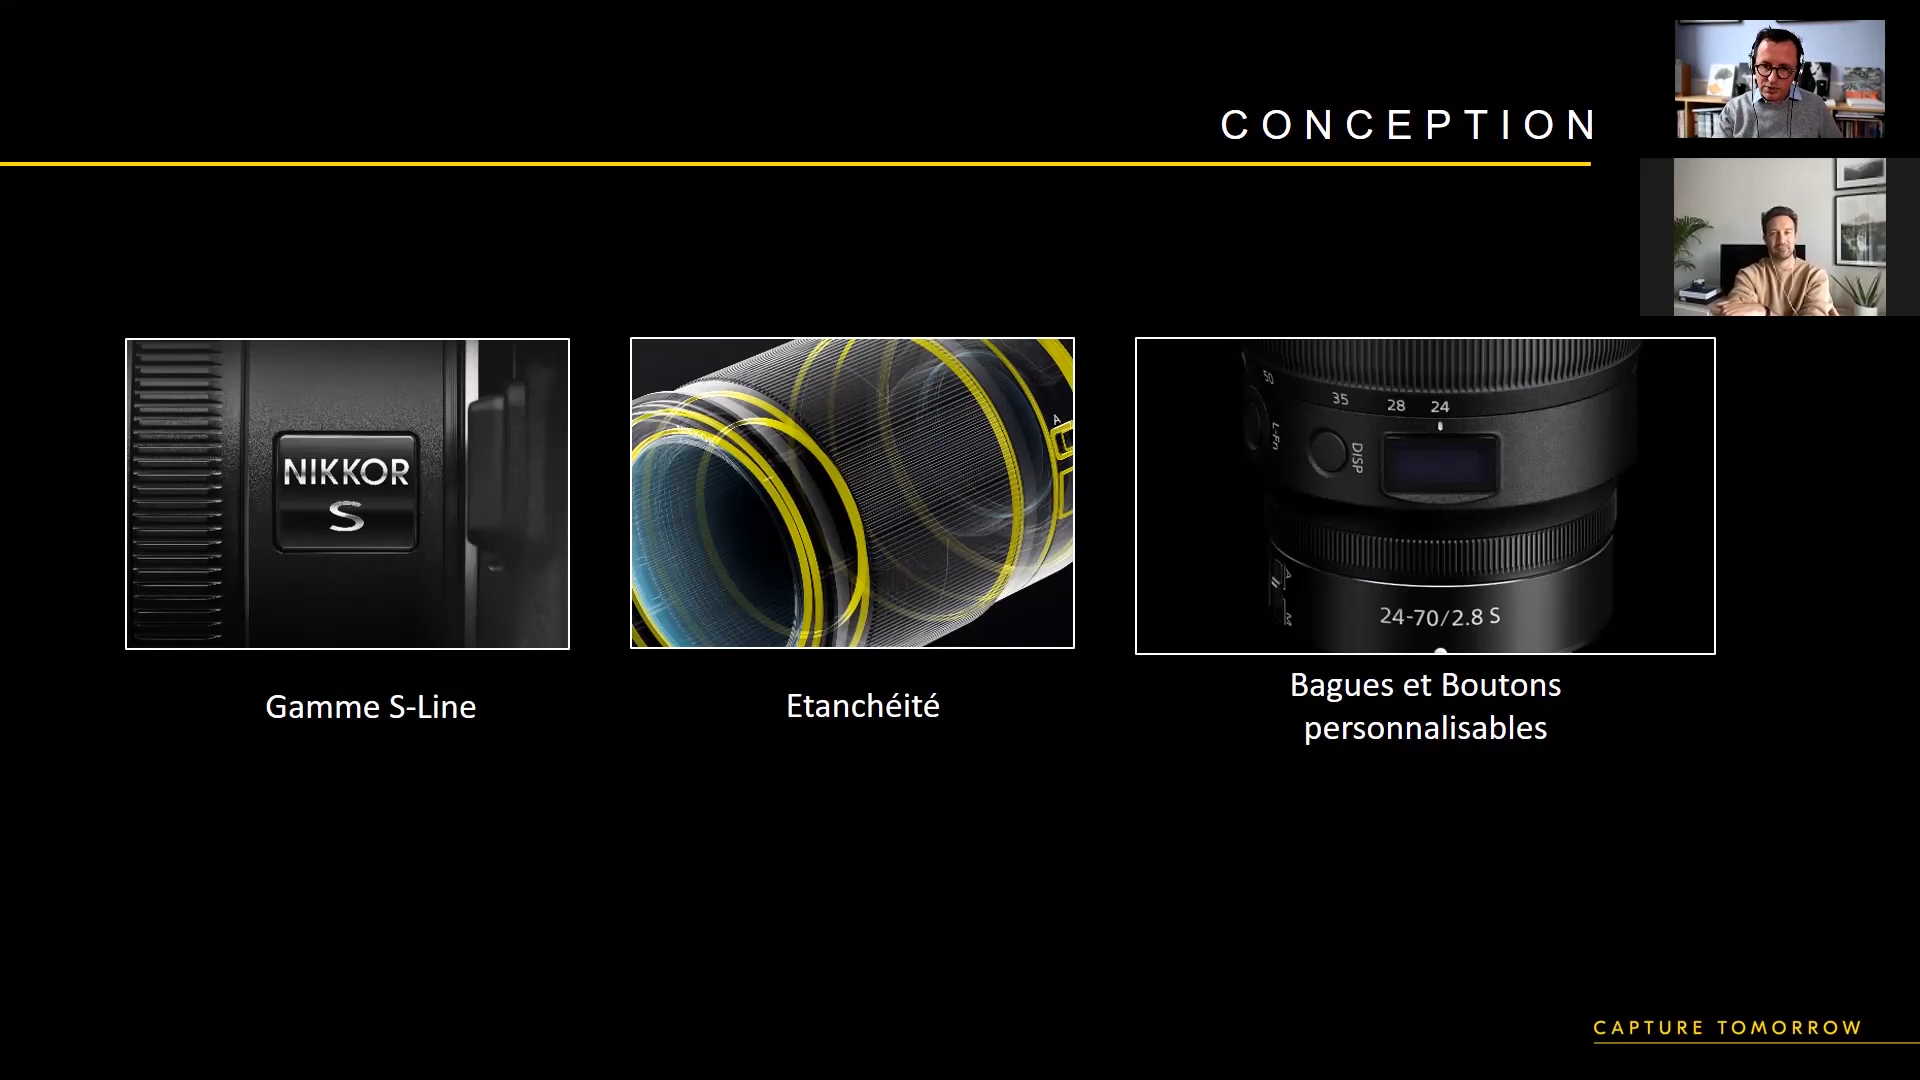 CONCEPTION
NIKKOR
S
A
50
35
28
24
L-Fn
DISP
A
M
24-70/2.8 S
Gamme S-Line
Etanchéité
Bagues et Boutons
personnalisables
CAPTURE TOMORROW